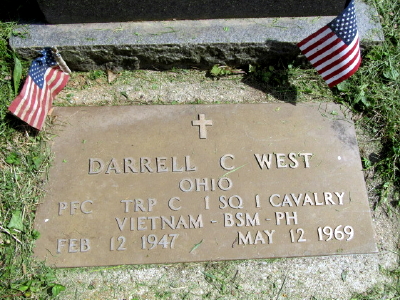 DARRELL C WEST
OHIO
PFC TRP C 1 SQ 1 CAVALRY
VIETNAM - BSM - PH
FEB 12 1947 MAY 12 1969